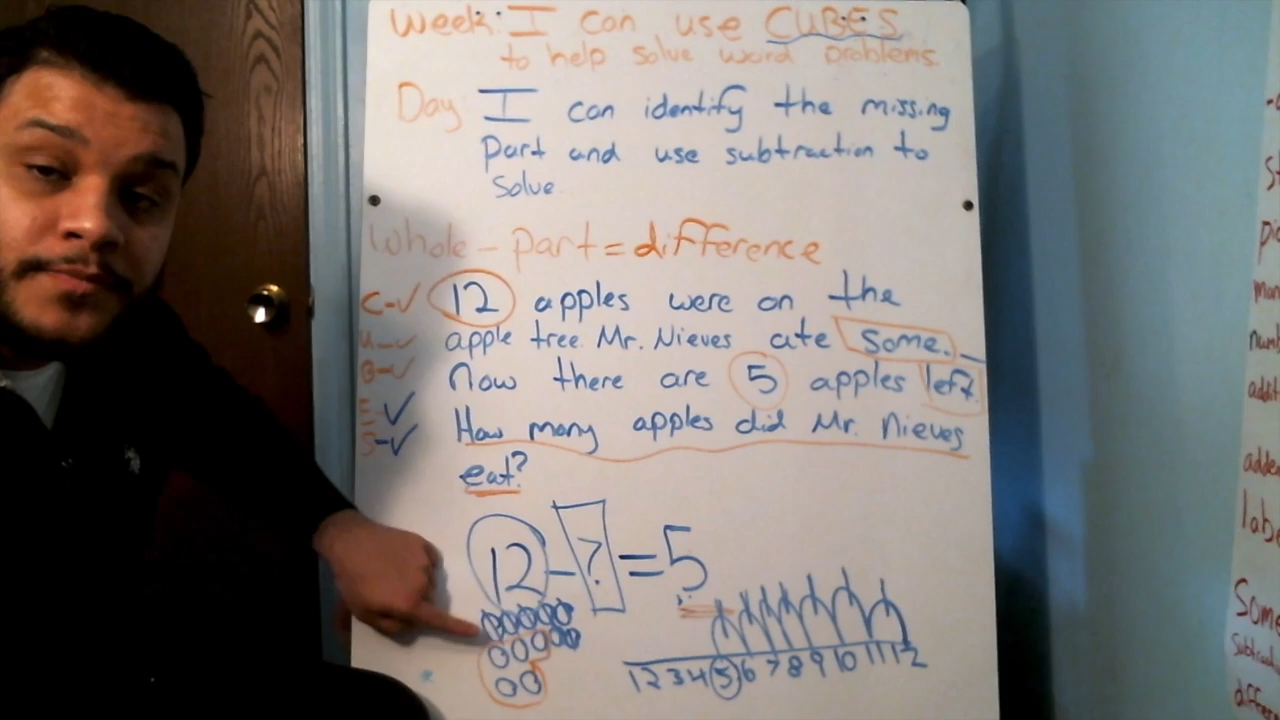 Week: I can use CUBES
to help solve word problems.
Day I can identify the missing
part and use subtraction to
solve
Whole - part = difference
C-✓ 12 apples were on the
U-✓ apple tree. Mr. Nieves ate some.
B-✓ Now there are 5 apples left.
E-✓ How many apples did Mr. Nieves
S-✓ eat?
12 - ? = 5
1 2 3 4 5 6 7 8 9 10 11 12
Some